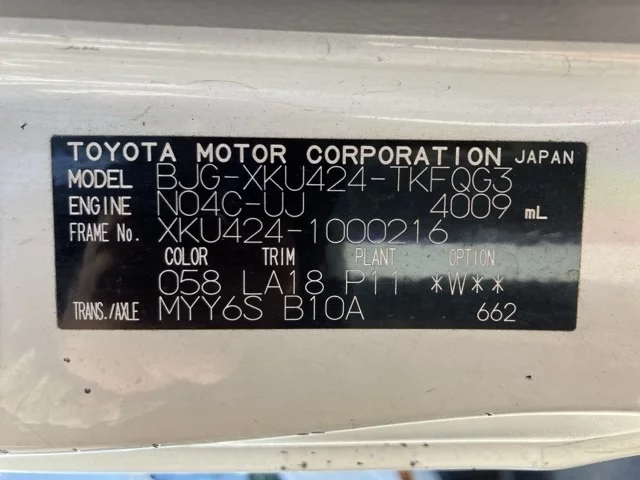 TOYOTA MOTOR CORPORATION JAPAN
MODEL BJG-XKU424-TKFQG3
ENGINE N04C-UJ 4009 mL
FRAME No. XKU424-1000216
COLOR TRIM PLANT OPTION
058 LA18 P11 *W**
TRANS./AXLE MYY6S B10A 662